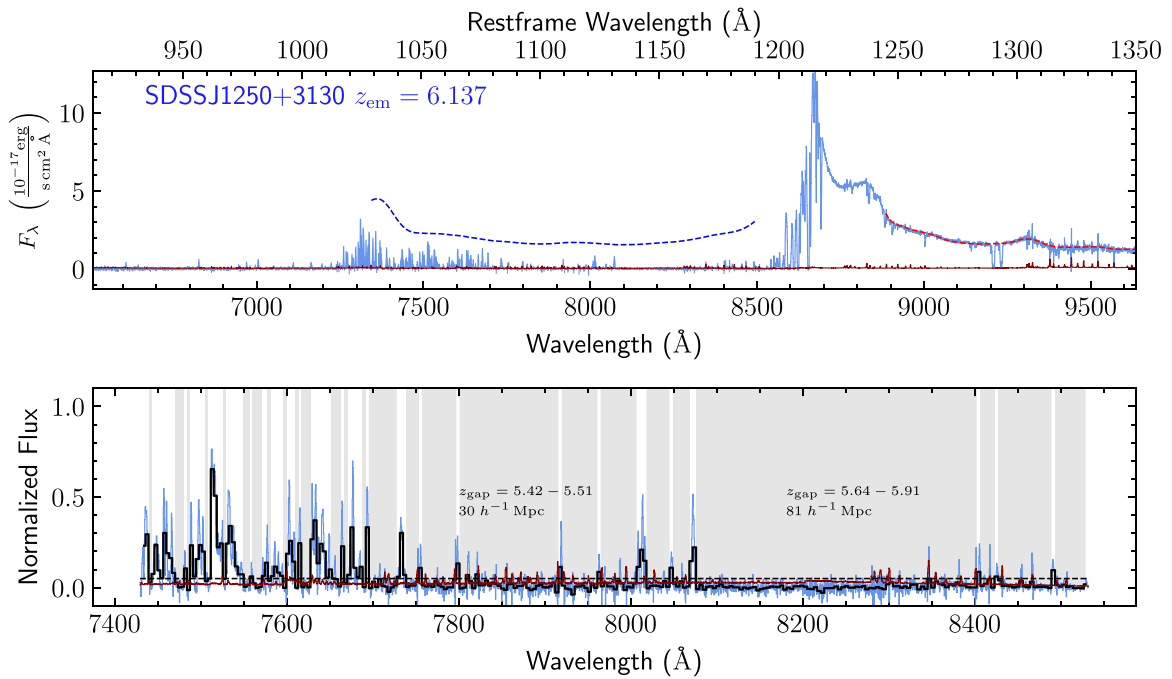 Restframe Wavelength (Å)
950 1000 1050 1100 1150 1200 1250 1300 1350
SDSSJ1250+3130 z_em = 6.137
F_λ (10^−17 erg / s cm² Å)
10
5
0
7000 7500 8000 8500 9000 9500
Wavelength (Å)
Normalized Flux
1.0
0.5
0.0
z_gap = 5.42 − 5.51
30 h^−1 Mpc
z_gap = 5.64 − 5.91
81 h^−1 Mpc
7400 7600 7800 8000 8200 8400
Wavelength (Å)